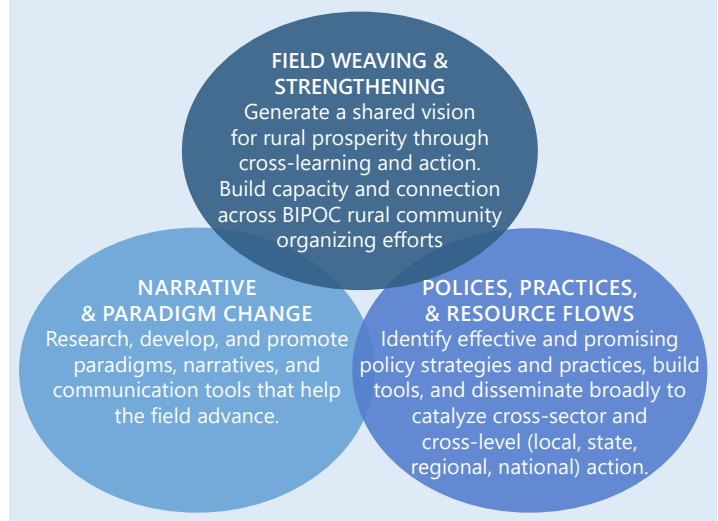 FIELD WEAVING &
STRENGTHENING
Generate a shared vision
for rural prosperity through
cross-learning and action.
Build capacity and connection
across BIPOC rural community
organizing efforts
NARRATIVE
& PARADIGM CHANGE
Research, develop, and promote
paradigms, narratives, and
communication tools that help
the field advance.
POLICES, PRACTICES,
& RESOURCE FLOWS
Identify effective and promising
policy strategies and practices, build
tools, and disseminate broadly to
catalyze cross-sector and
cross-level (local, state,
regional, national) action.